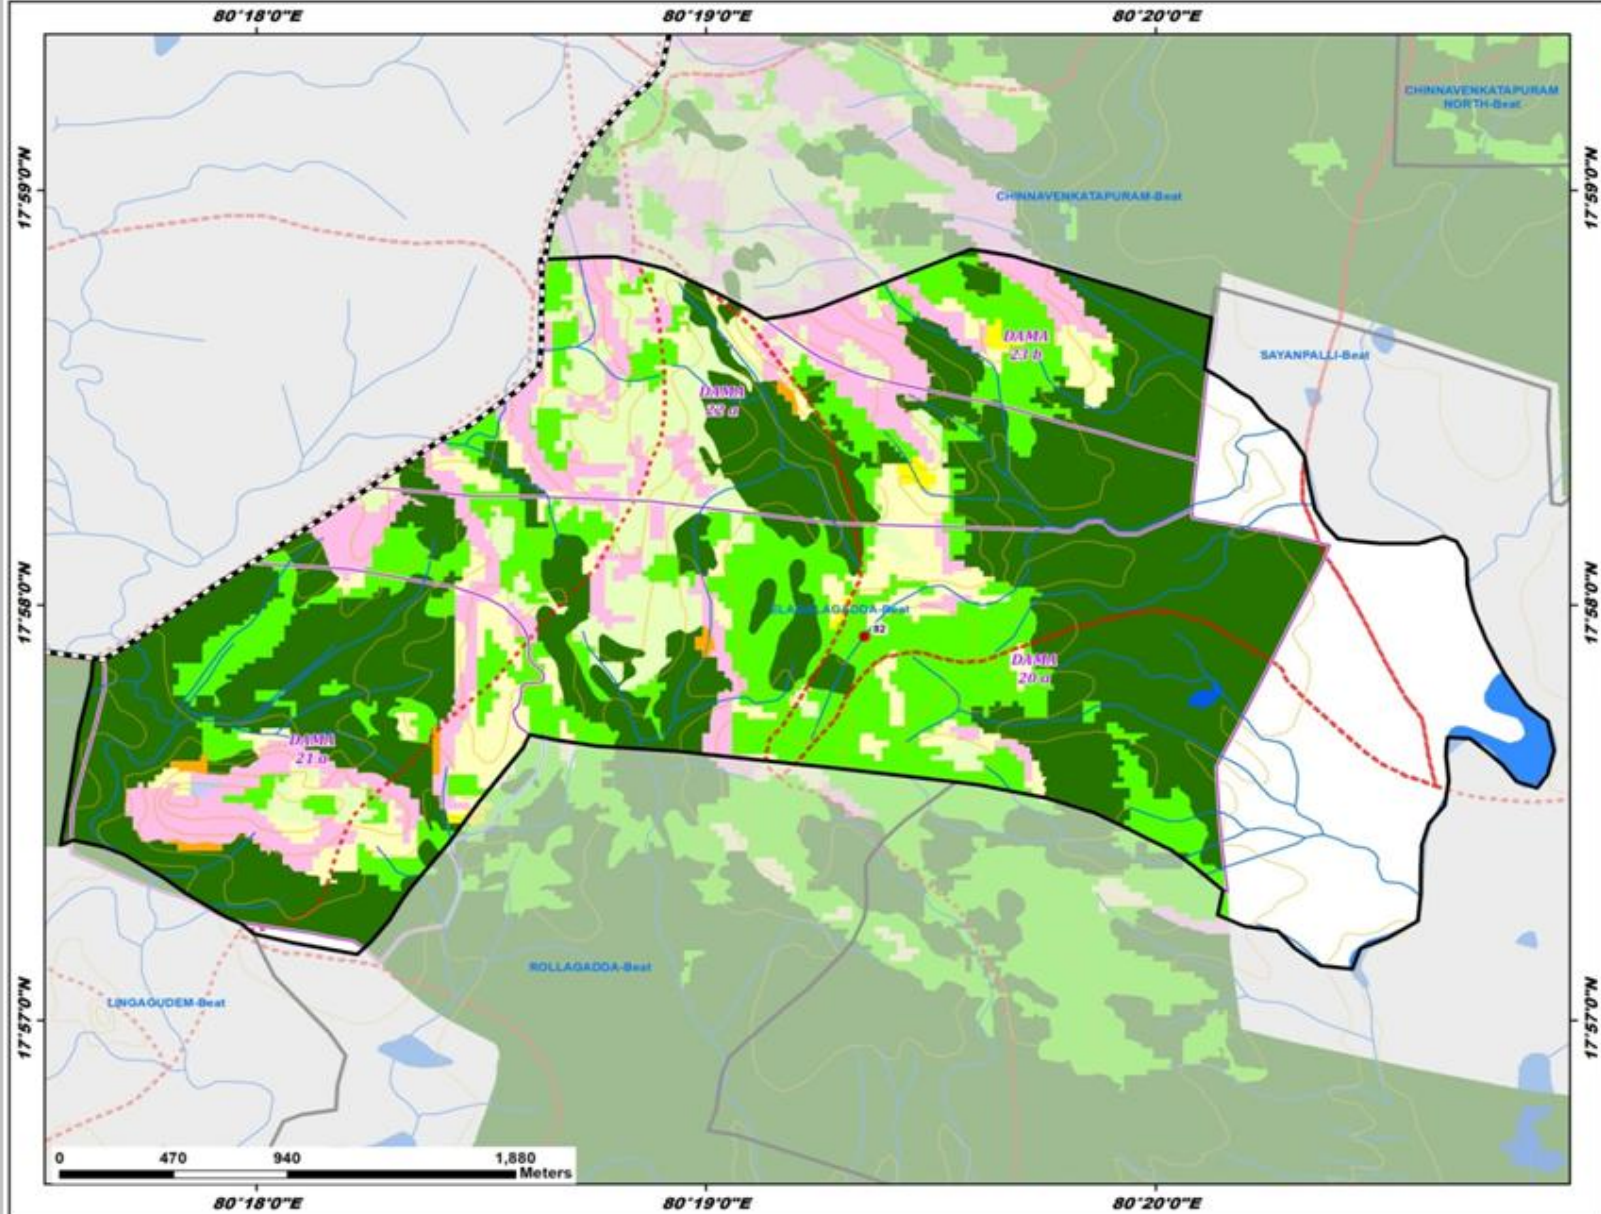 80°18'0"E 80°19'0"E 80°20'0"E
CHINNAVENKATAPURAM
NORTH-Beat
17°59'0"N 17°59'0"N
CHINNAVENKATAPURAM-Beat
DAMA
23 b
SAYANPALLI-Beat
DAMA
22 a
17°58'0"N 17°58'0"N
92
DAMA
20 a
DAMA
21 a
ROLLAGADDA-Beat
LINGAGUDEM-Beat
17°57'0"N 17°57'0"N
0 470 940 1,880
Meters
80°18'0"E 80°19'0"E 80°20'0"E